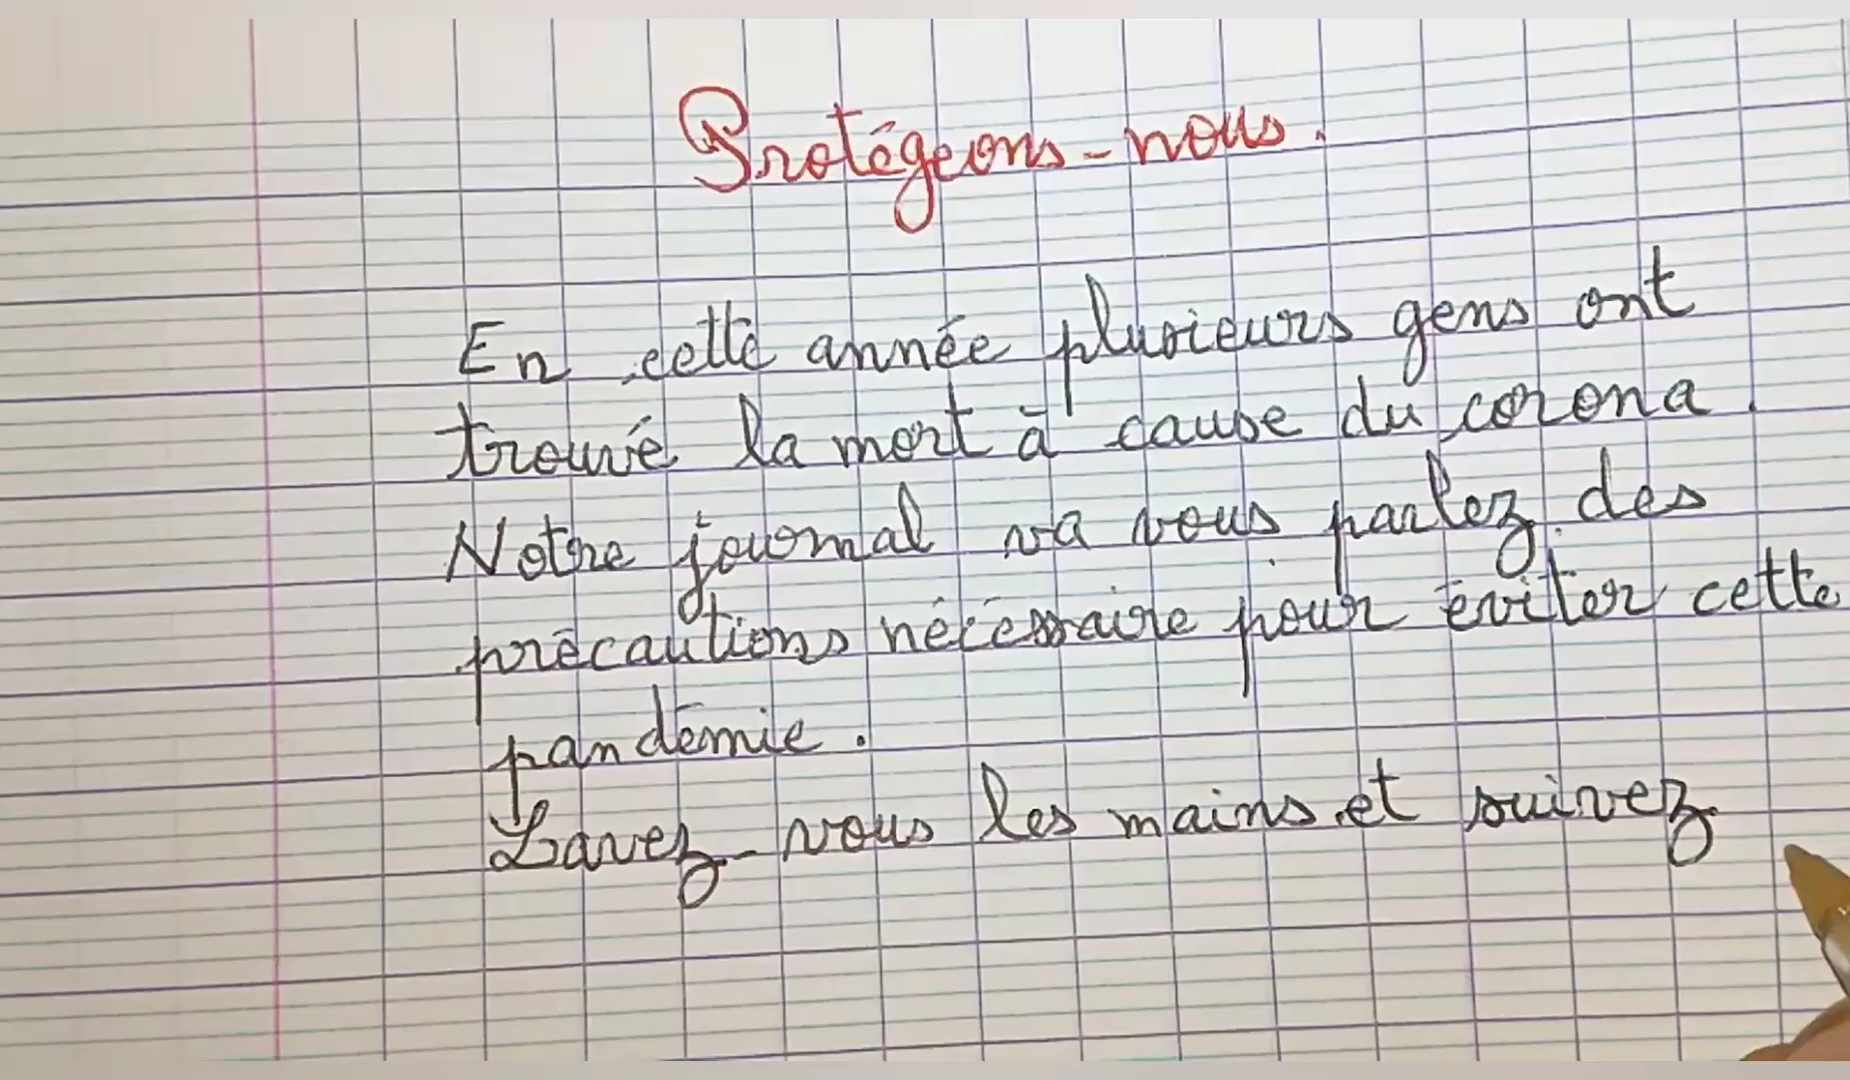 Protégeons-nous.
En cette année plusieurs gens ont
trouvé la mort à cause du corona.
Notre journal va vous parlez des
précautions nécéssaire pour éviter cette
pandémie.
Lavez-vous les mains et suivez